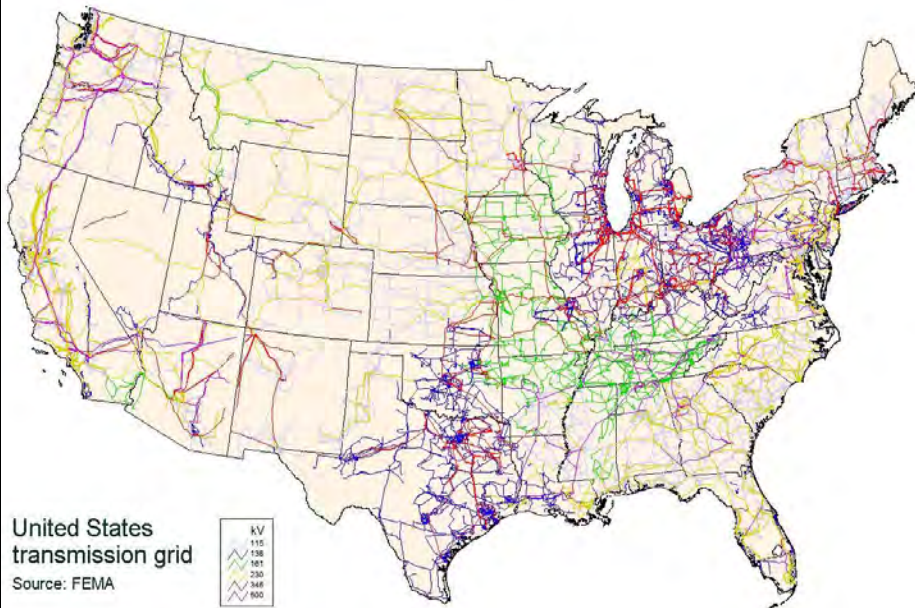 United States
transmission grid
Source: FEMA
kV
115
138
161
230
345
500